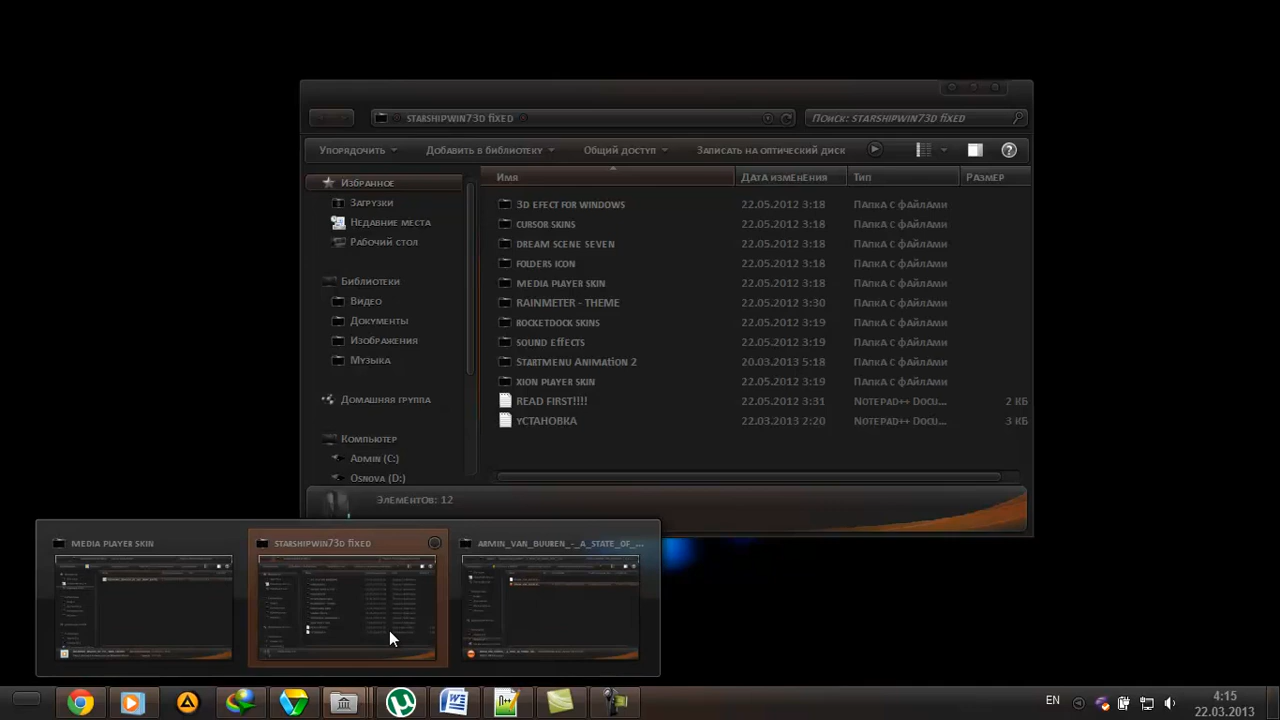 STARSHIPWIN73D FIXED
Поиск: STARSHIPWIN73D FIXED
Упорядочить
Добавить в библиотеку
Общий доступ
Записать на оптический диск
Имя
Дата изменения
Тип
Размер
Избранное
Загрузки
Недавние места
Рабочий стол
Библиотеки
Видео
Документы
Изображения
Музыка
Домашняя группа
Компьютер
Admin (C:)
Osnova (D:)
3D EFECT FOR WINDOWS 22.05.2012 3:18 Папка с файлами
CURSOR SKINS 22.05.2012 3:18 Папка с файлами
DREAM SCENE SEVEN 22.05.2012 3:18 Папка с файлами
FOLDERS ICON 22.05.2012 3:18 Папка с файлами
MEDIA PLAYER SKIN 22.05.2012 3:18 Папка с файлами
RAINMETER - THEME 22.05.2012 3:30 Папка с файлами
ROCKETDOCK SKINS 22.05.2012 3:19 Папка с файлами
SOUND EFFECTS 22.05.2012 3:19 Папка с файлами
StartMenu Animation 2 20.03.2013 5:18 Папка с файлами
XION PLAYER SKIN 22.05.2012 3:19 Папка с файлами
READ FIRST!!!! 22.05.2012 3:31 Notepad++ Docu... 2 КБ
УСТАНОВКА 22.03.2013 2:20 Notepad++ Docu... 3 КБ
Элементов: 12
MEDIA PLAYER SKIN
STARSHIPWIN73D FIXED
ARMIN_VAN_BUUREN_-_A_STATE_OF_...
EN
4:15
22.03.2013